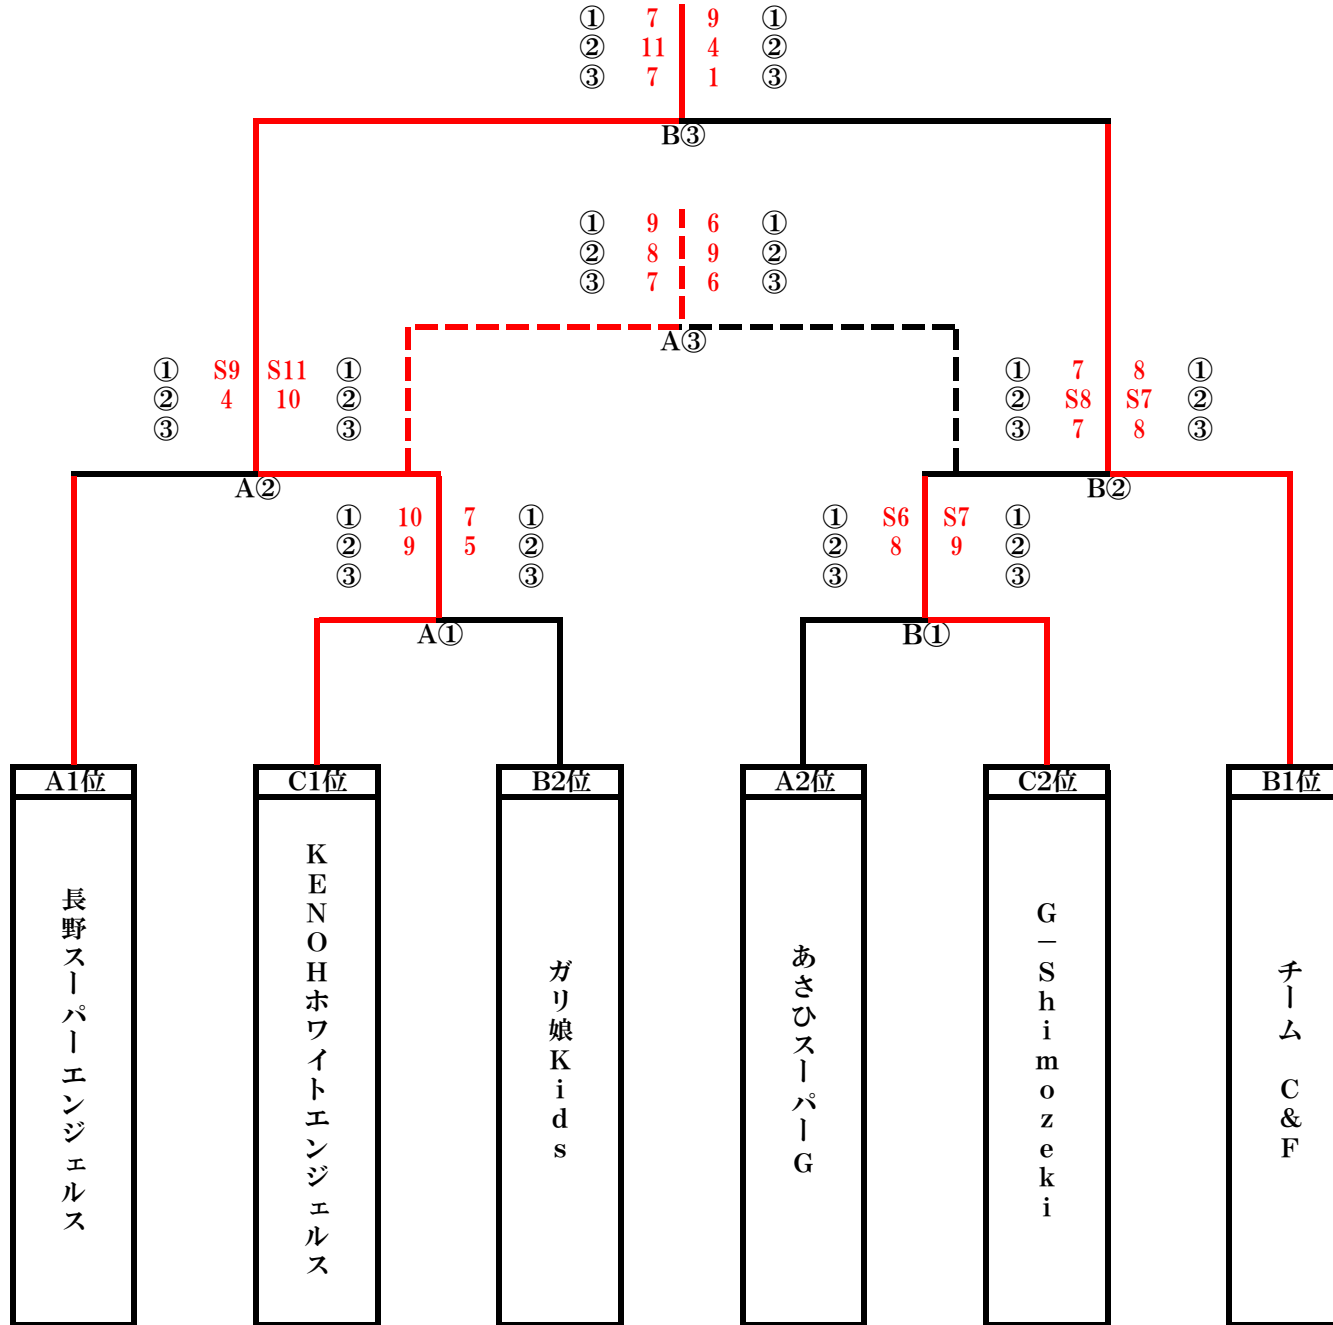 ① 7 9 ①
② 11 4 ②
③ 7 1 ③
B③
① 9 6 ①
② 8 9 ②
③ 7 6 ③
A③
① S9 S11 ① ① 7 8 ①
② 4 10 ② ② S8 S7 ②
③ ③ ③ 7 8 ③
A② B②
① 10 7 ① ① S6 S7 ①
② 9 5 ② ② 8 9 ②
③ ③ ③ ③
A① B①
A1位 C1位 B2位 A2位 C2位 B1位
長野スーパーエンジェルス
KENOHホワイトエンジェルス
ガリ娘Kids
あさひスーパーG
G−Shimozeki
チーム C&F